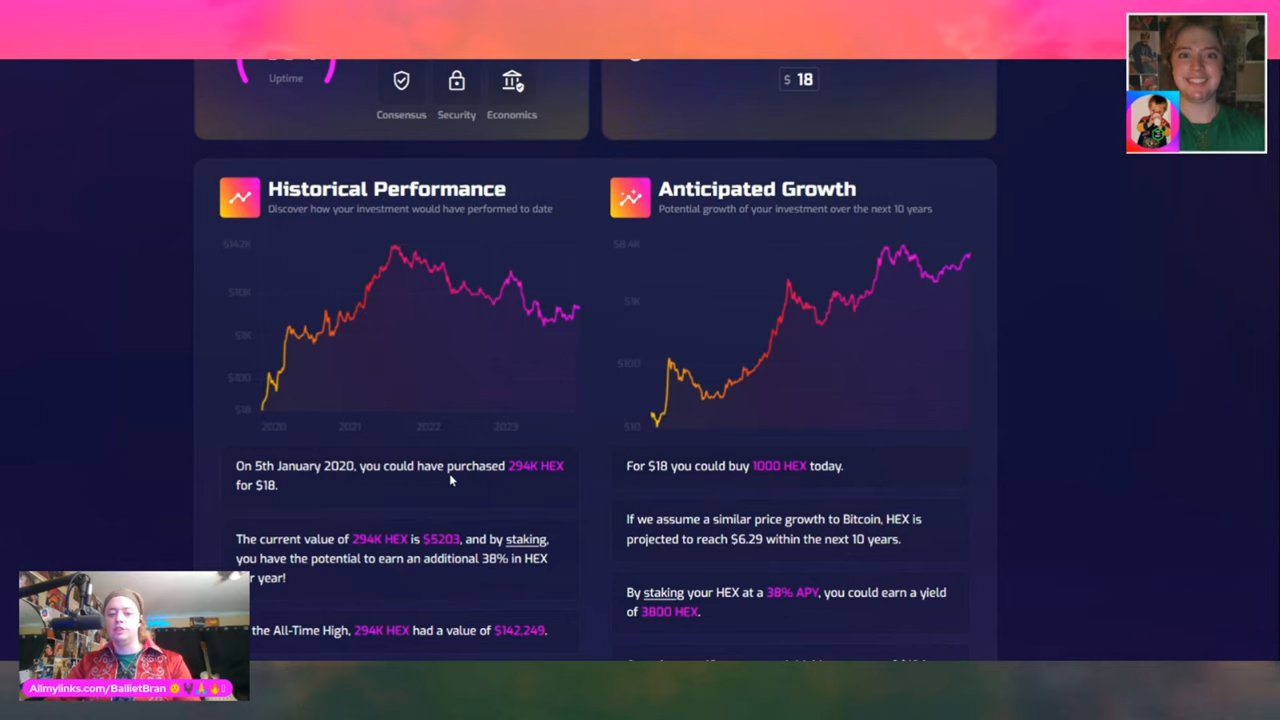 Uptime
Consensus
Security
Economics
$ 18
Historical Performance
Discover how your investment would have performed to date
$142K
$10K
$1K
$100
$18
2020
2021
2022
2023
On 5th January 2020, you could have purchased 294K HEX
for $18.
The current value of 294K HEX is $5203, and by staking,
you have the potential to earn an additional 38% in HEX
year!
the All-Time High, 294K HEX had a value of $142,249.
Anticipated Growth
Potential growth of your investment over the next 10 years
$8.4K
$1K
$100
$10
For $18 you could buy 1000 HEX today.
If we assume a similar price growth to Bitcoin, HEX is
projected to reach $6.29 within the next 10 years.
By staking your HEX at a 38% APY, you could earn a yield
of 3800 HEX.
Allmylinks.com/BallietBran